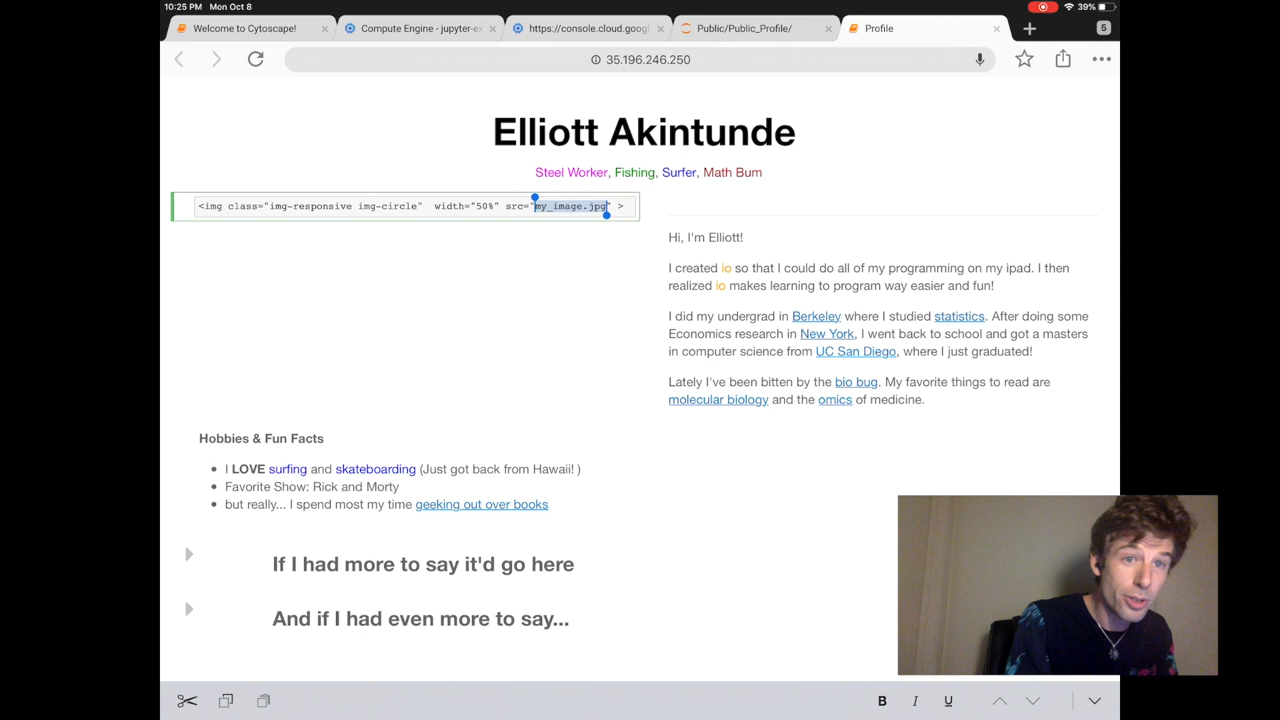 10:25 PM Mon Oct 8
39%
Welcome to Cytoscape!
Compute Engine - jupyter-ex
https://console.cloud.goog
Public/Public_Profile/
Profile
5
35.196.246.250
Elliott Akintunde
Steel Worker, Fishing, Surfer, Math Bum
<img class="img-responsive img-circle" width="50%" src="my_image.jpg" >
Hi, I'm Elliott!
I created io so that I could do all of my programming on my ipad. I then
realized io makes learning to program way easier and fun!
I did my undergrad in Berkeley where I studied statistics. After doing some
Economics research in New York, I went back to school and got a masters
in computer science from UC San Diego, where I just graduated!
Lately I've been bitten by the bio bug. My favorite things to read are
molecular biology and the omics of medicine.
Hobbies & Fun Facts
I LOVE surfing and skateboarding (Just got back from Hawaii! )
Favorite Show: Rick and Morty
but really... I spend most my time geeking out over books
If I had more to say it'd go here
And if I had even more to say...
B I U